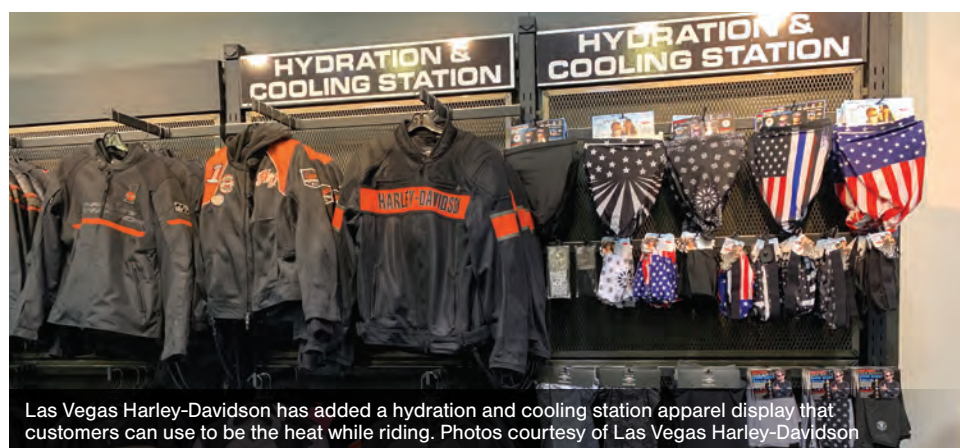 HYDRATION &
COOLING STATION
HYDRATION &
COOLING STATION
HARLEY-DAVIDSON
Las Vegas Harley-Davidson has added a hydration and cooling station apparel display that
customers can use to be the heat while riding. Photos courtesy of Las Vegas Harley-Davidson